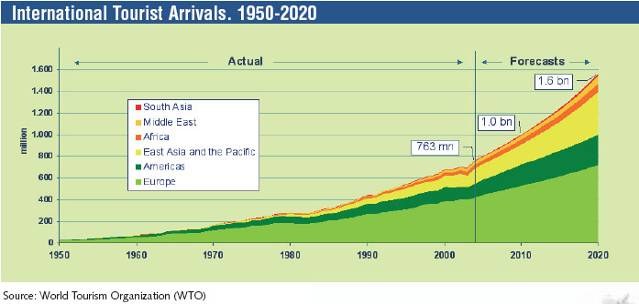 International Tourist Arrivals. 1950-2020
Actual
Forecasts
1.600
1.400
1.200
1.000
800
600
400
200
0
million
South Asia
Middle East
Africa
East Asia and the Pacific
Americas
Europe
763 mn
1.0 bn
1.6 bn
1950
1960
1970
1980
1990
2000
2010
2020
Source: World Tourism Organization (WTO)